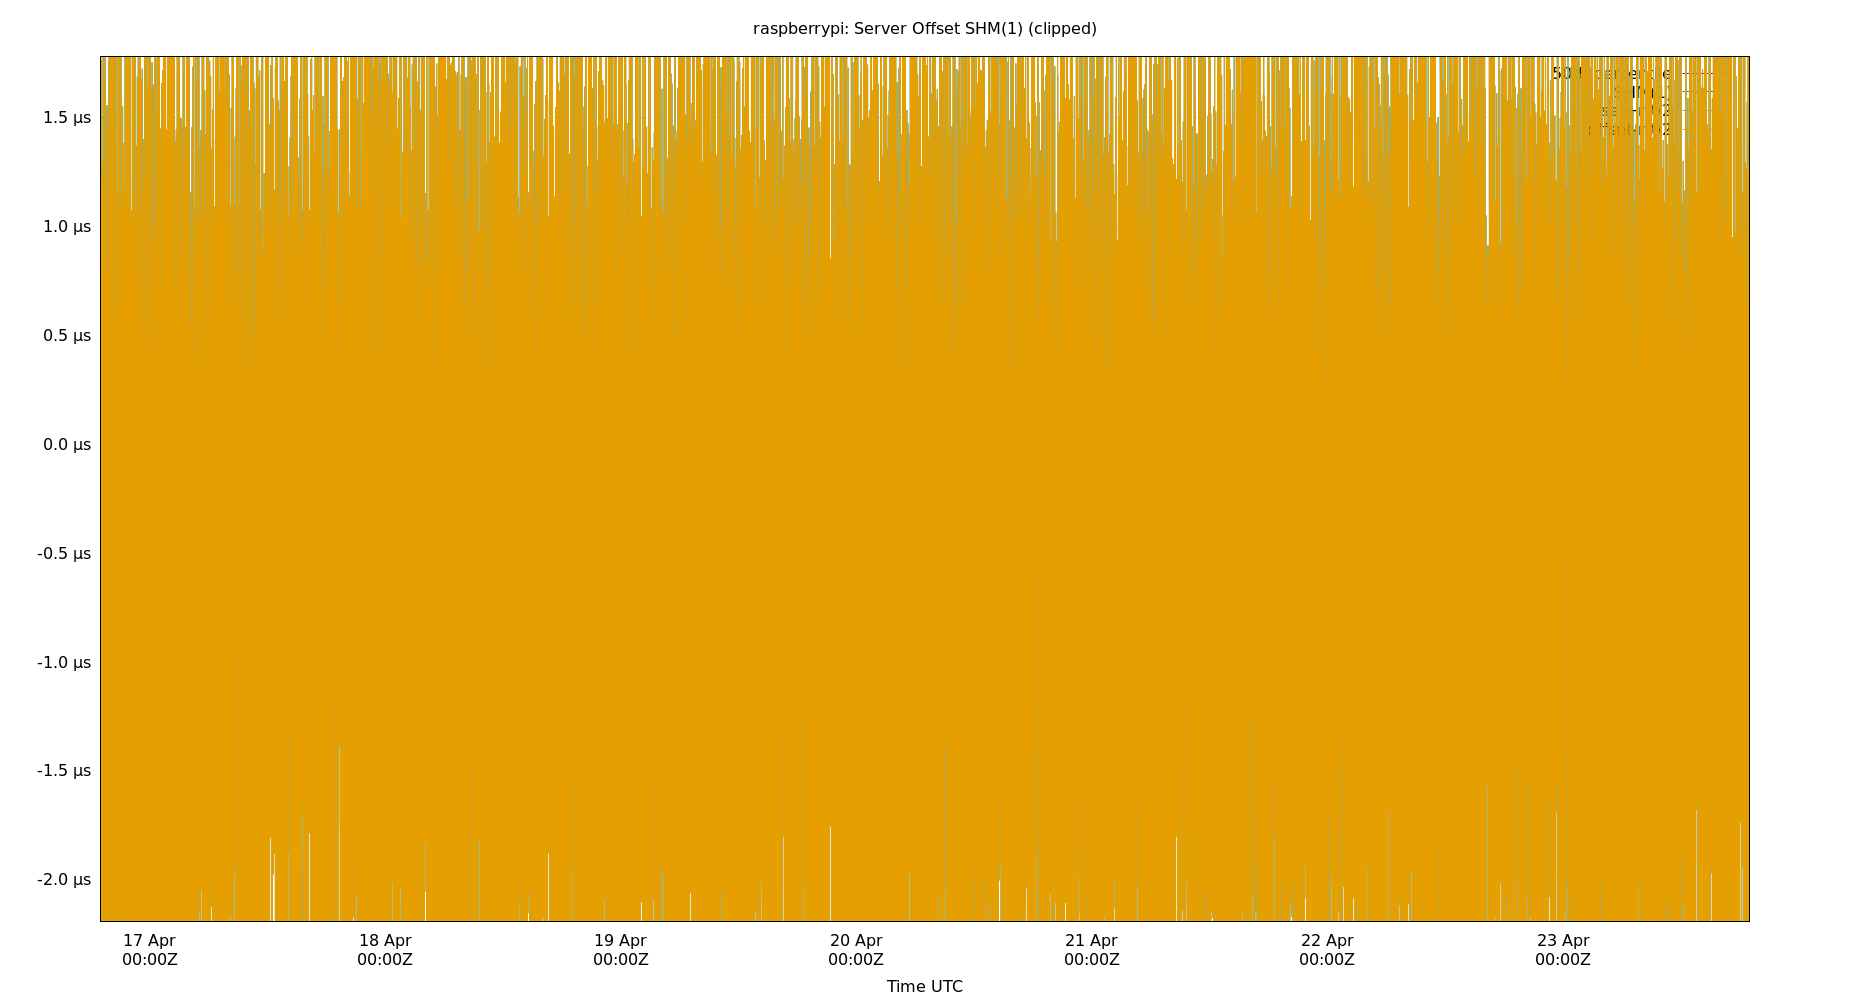 raspberrypi: Server Offset SHM(1) (clipped)
1.5 µs
1.0 µs
0.5 µs
0.0 µs
-0.5 µs
-1.0 µs
-1.5 µs
-2.0 µs
17 Apr 18 Apr 19 Apr 20 Apr 21 Apr 22 Apr 23 Apr
00:00Z 00:00Z 00:00Z 00:00Z 00:00Z 00:00Z 00:00Z
Time UTC